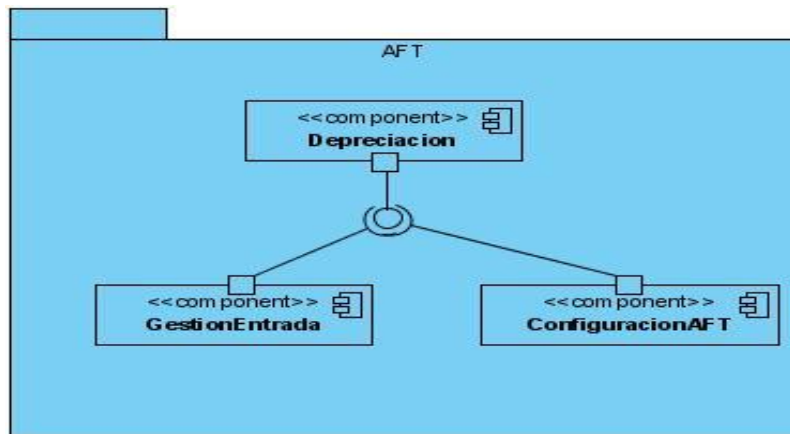 AFT
<<component>>
Depreciacion
<<component>>
GestionEntrada
<<component>>
ConfiguracionAFT